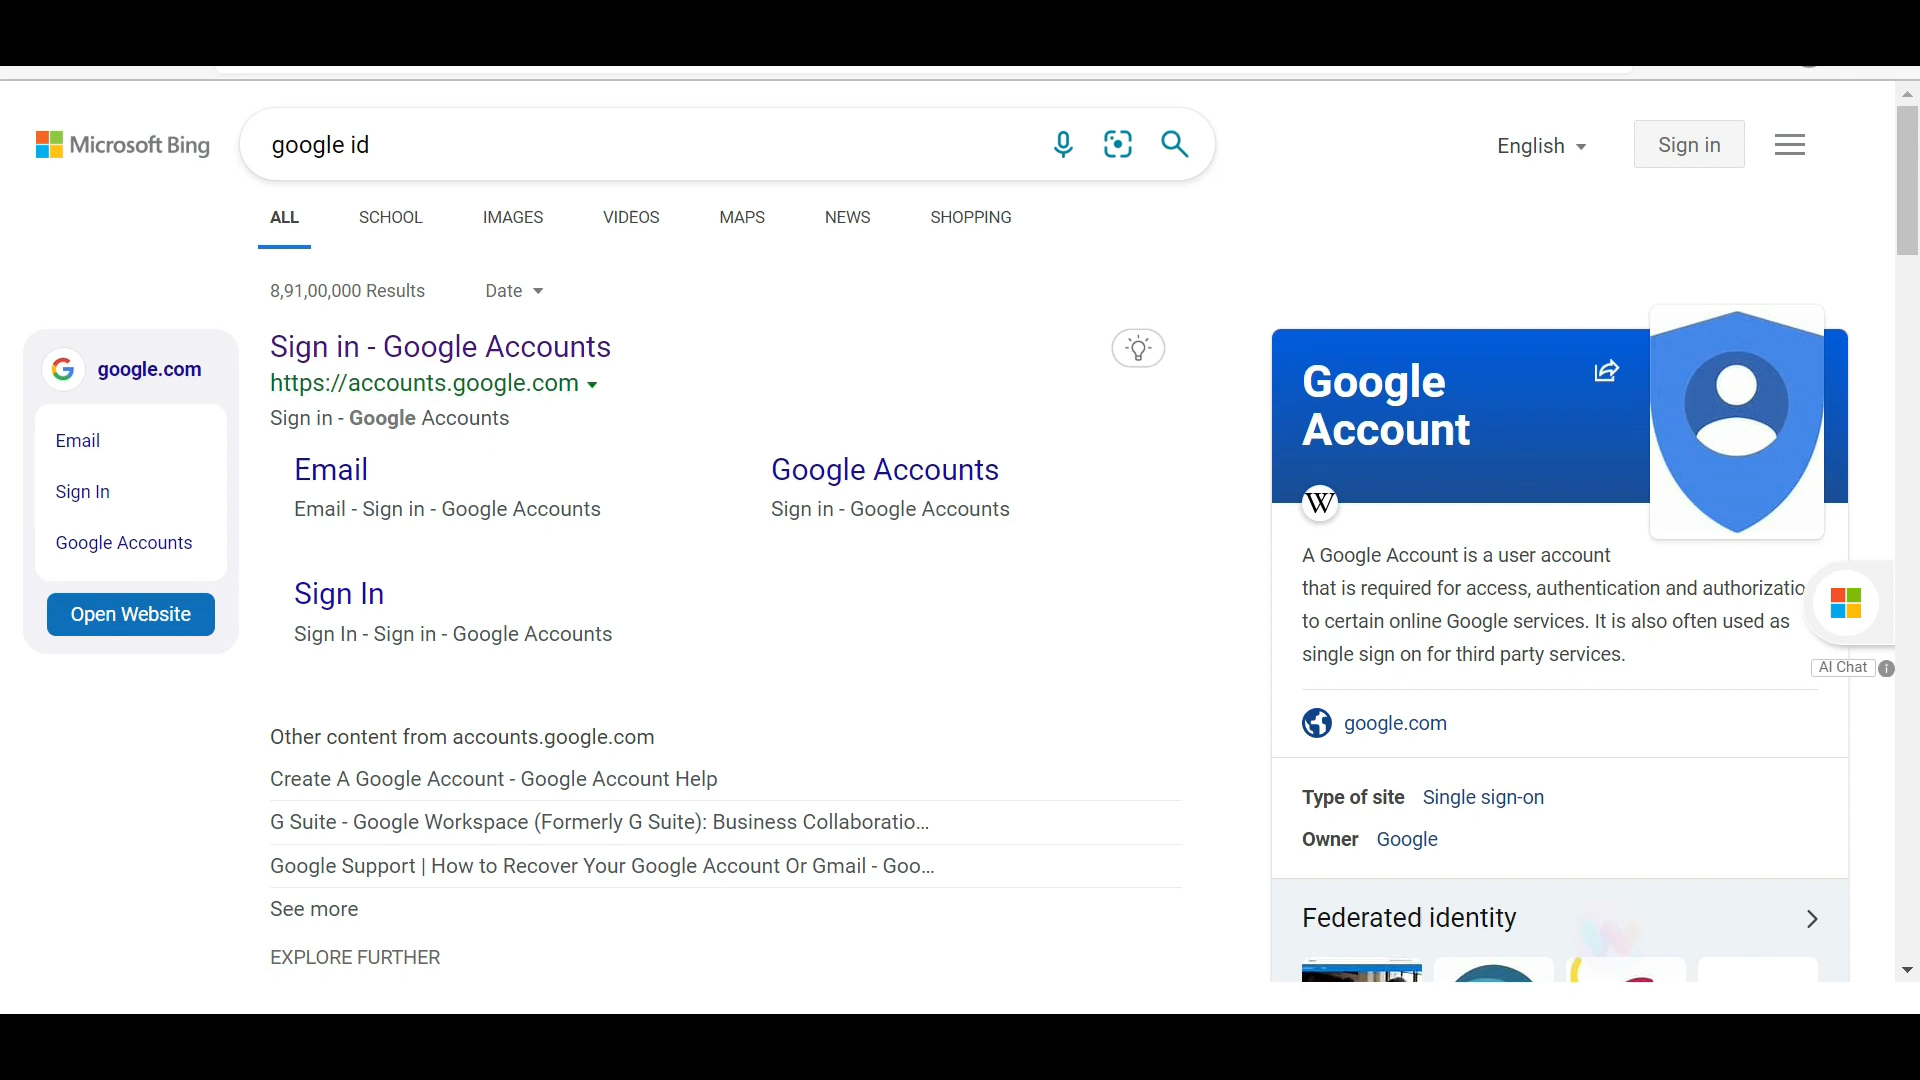 Microsoft Bing
google id
English
Sign in
ALL SCHOOL IMAGES VIDEOS MAPS NEWS SHOPPING
8,91,00,000 Results Date
google.com
Email
Sign In
Google Accounts
Open Website
Sign in - Google Accounts
https://accounts.google.com
Sign in - Google Accounts
Email
Email - Sign in - Google Accounts
Google Accounts
Sign in - Google Accounts
Sign In
Sign In - Sign in - Google Accounts
Other content from accounts.google.com
Create A Google Account - Google Account Help
G Suite - Google Workspace (Formerly G Suite): Business Collaboratio...
Google Support | How to Recover Your Google Account Or Gmail - Goo...
See more
EXPLORE FURTHER
Google
Account
W
A Google Account is a user account
that is required for access, authentication and authorizatio
to certain online Google services. It is also often used as
single sign on for third party services.
AI Chat
google.com
Type of site Single sign-on
Owner Google
Federated identity